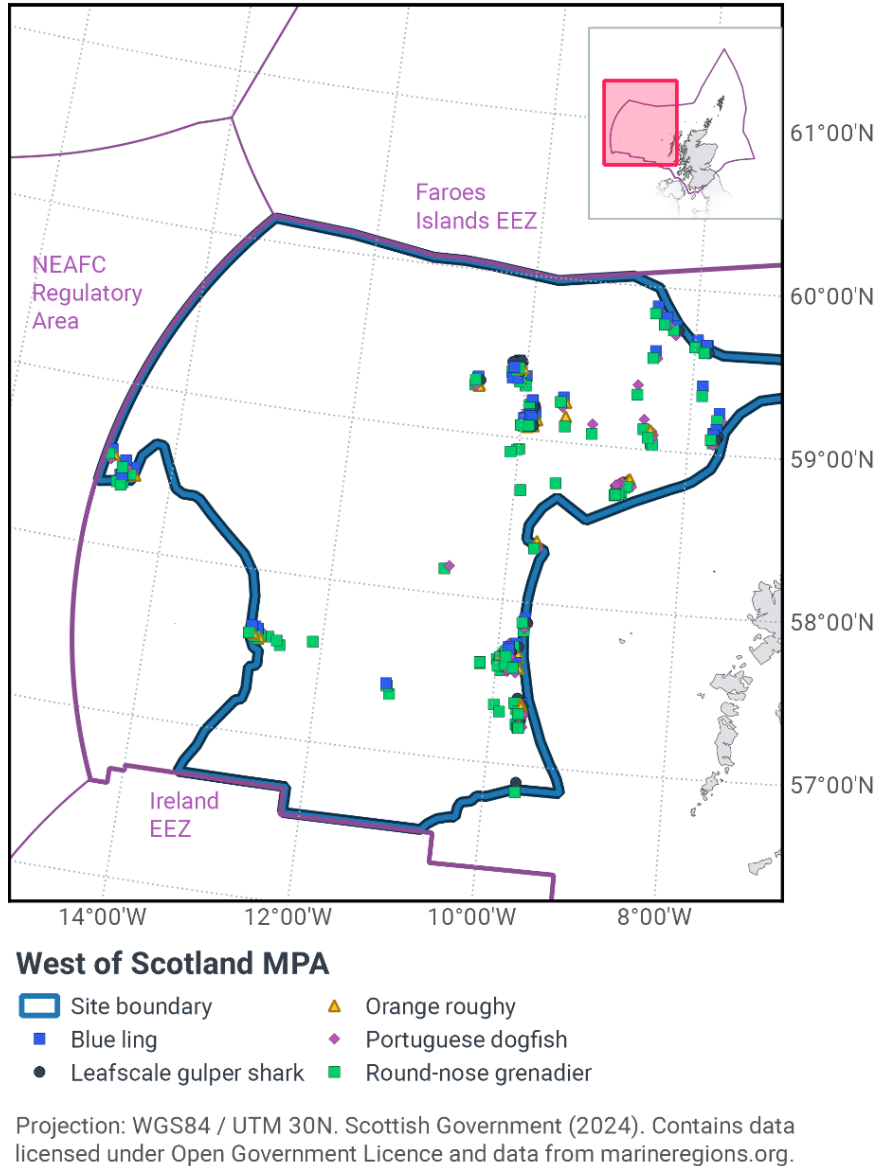 Faroes
Islands EEZ
NEAFC
Regulatory
Area
Ireland
EEZ
61°00'N
60°00'N
59°00'N
58°00'N
57°00'N
14°00'W
12°00'W
10°00'W
8°00'W
West of Scotland MPA
Site boundary
Orange roughy
Blue ling
Portuguese dogfish
Leafscale gulper shark
Round-nose grenadier
Projection: WGS84 / UTM 30N. Scottish Government (2024). Contains data
licensed under Open Government Licence and data from marineregions.org.